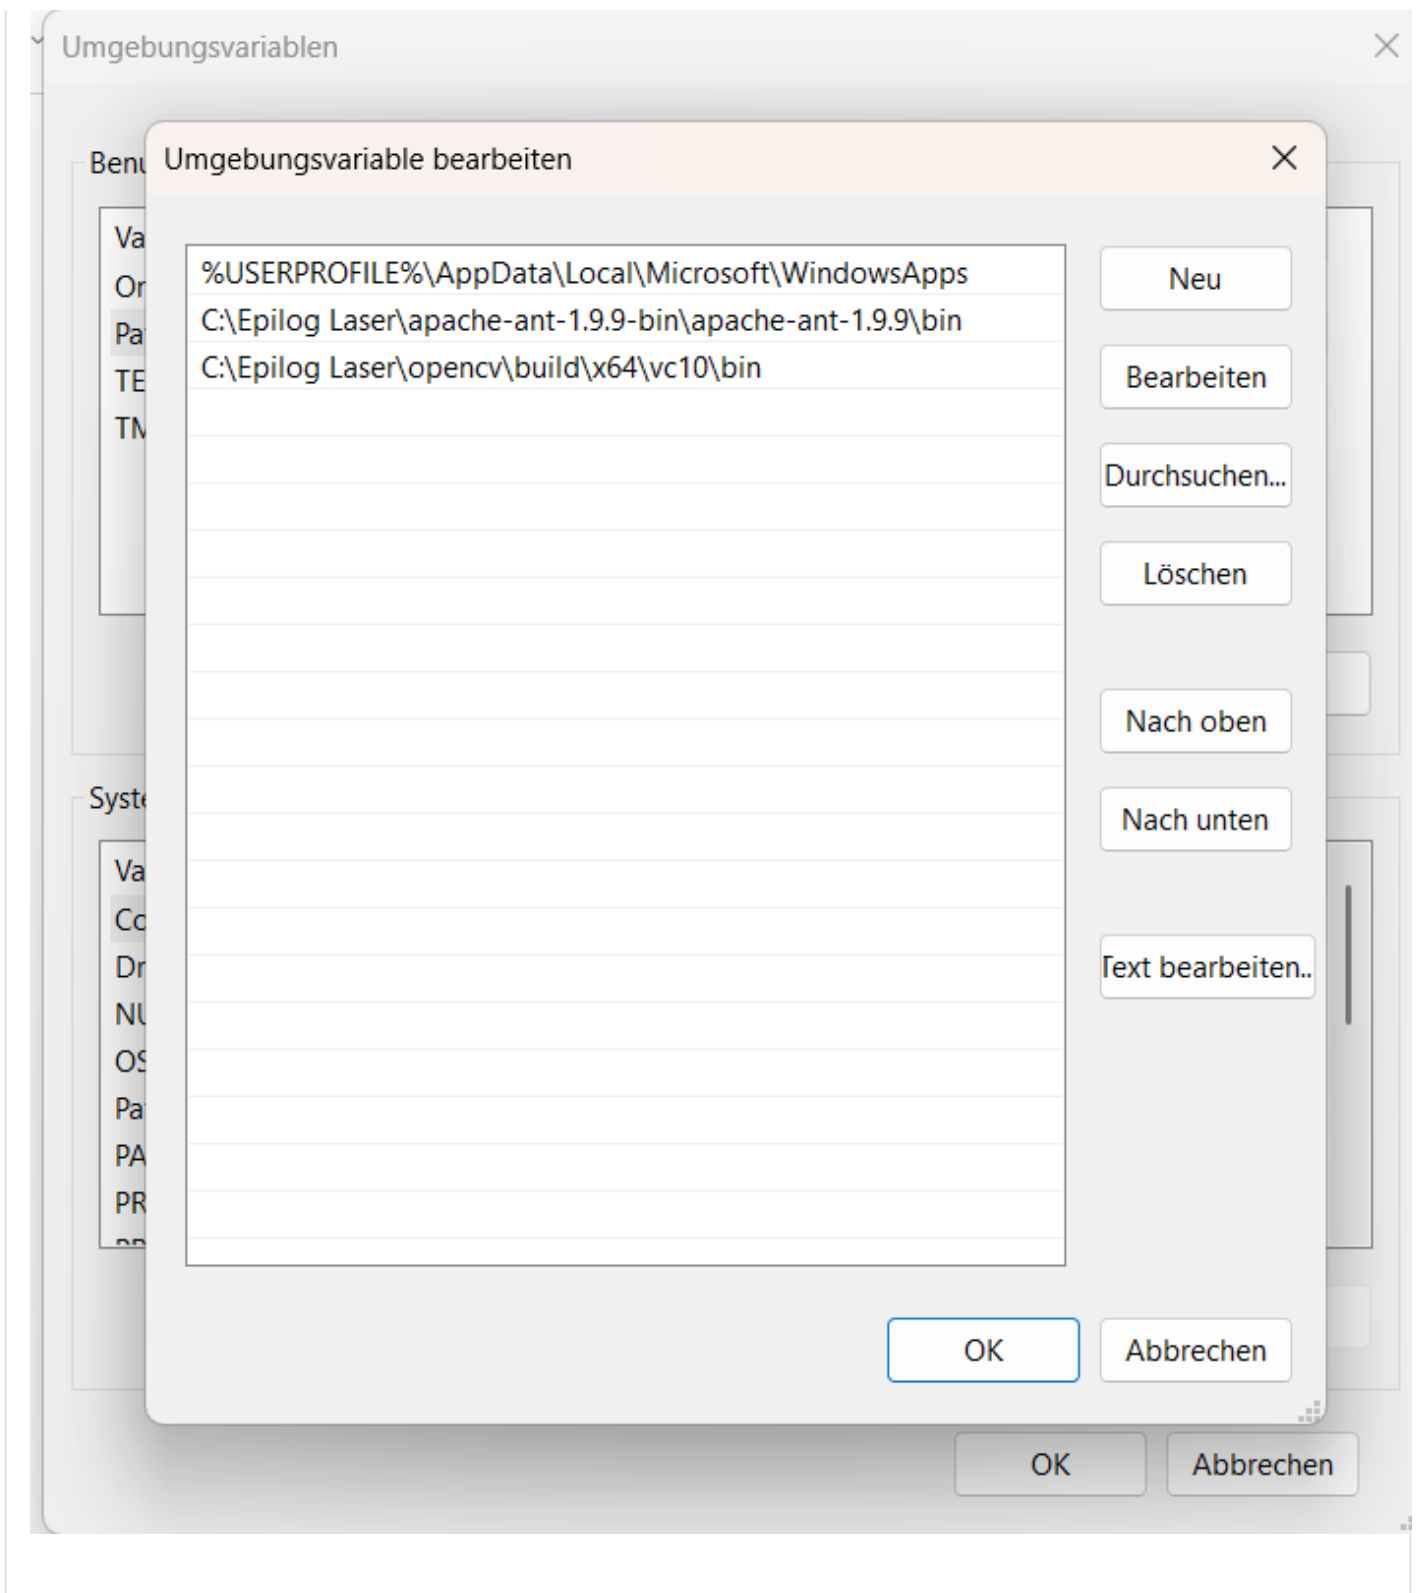 Umgebungsvariablen
Umgebungsvariable bearbeiten
%USERPROFILE%\AppData\Local\Microsoft\WindowsApps
C:\Epilog Laser\apache-ant-1.9.9-bin\apache-ant-1.9.9\bin
C:\Epilog Laser\opencv\build\x64\vc10\bin
Neu
Bearbeiten
Durchsuchen...
Löschen
Nach oben
Nach unten
Text bearbeiten..
OK
Abbrechen
OK
Abbrechen